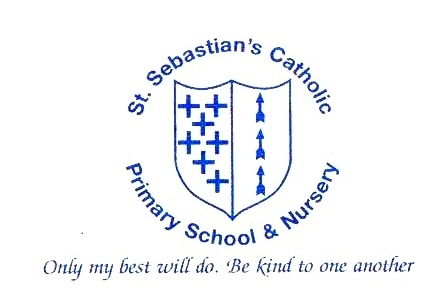 St. Sebastian's Catholic
Primary School & Nursery
Only my best will do. Be kind to one another